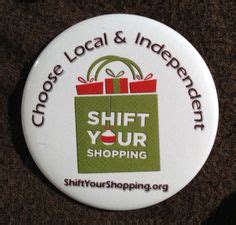 Choose Local & Independent
SHIFT
YOUR
SHOPPING
ShiftYourShopping.org